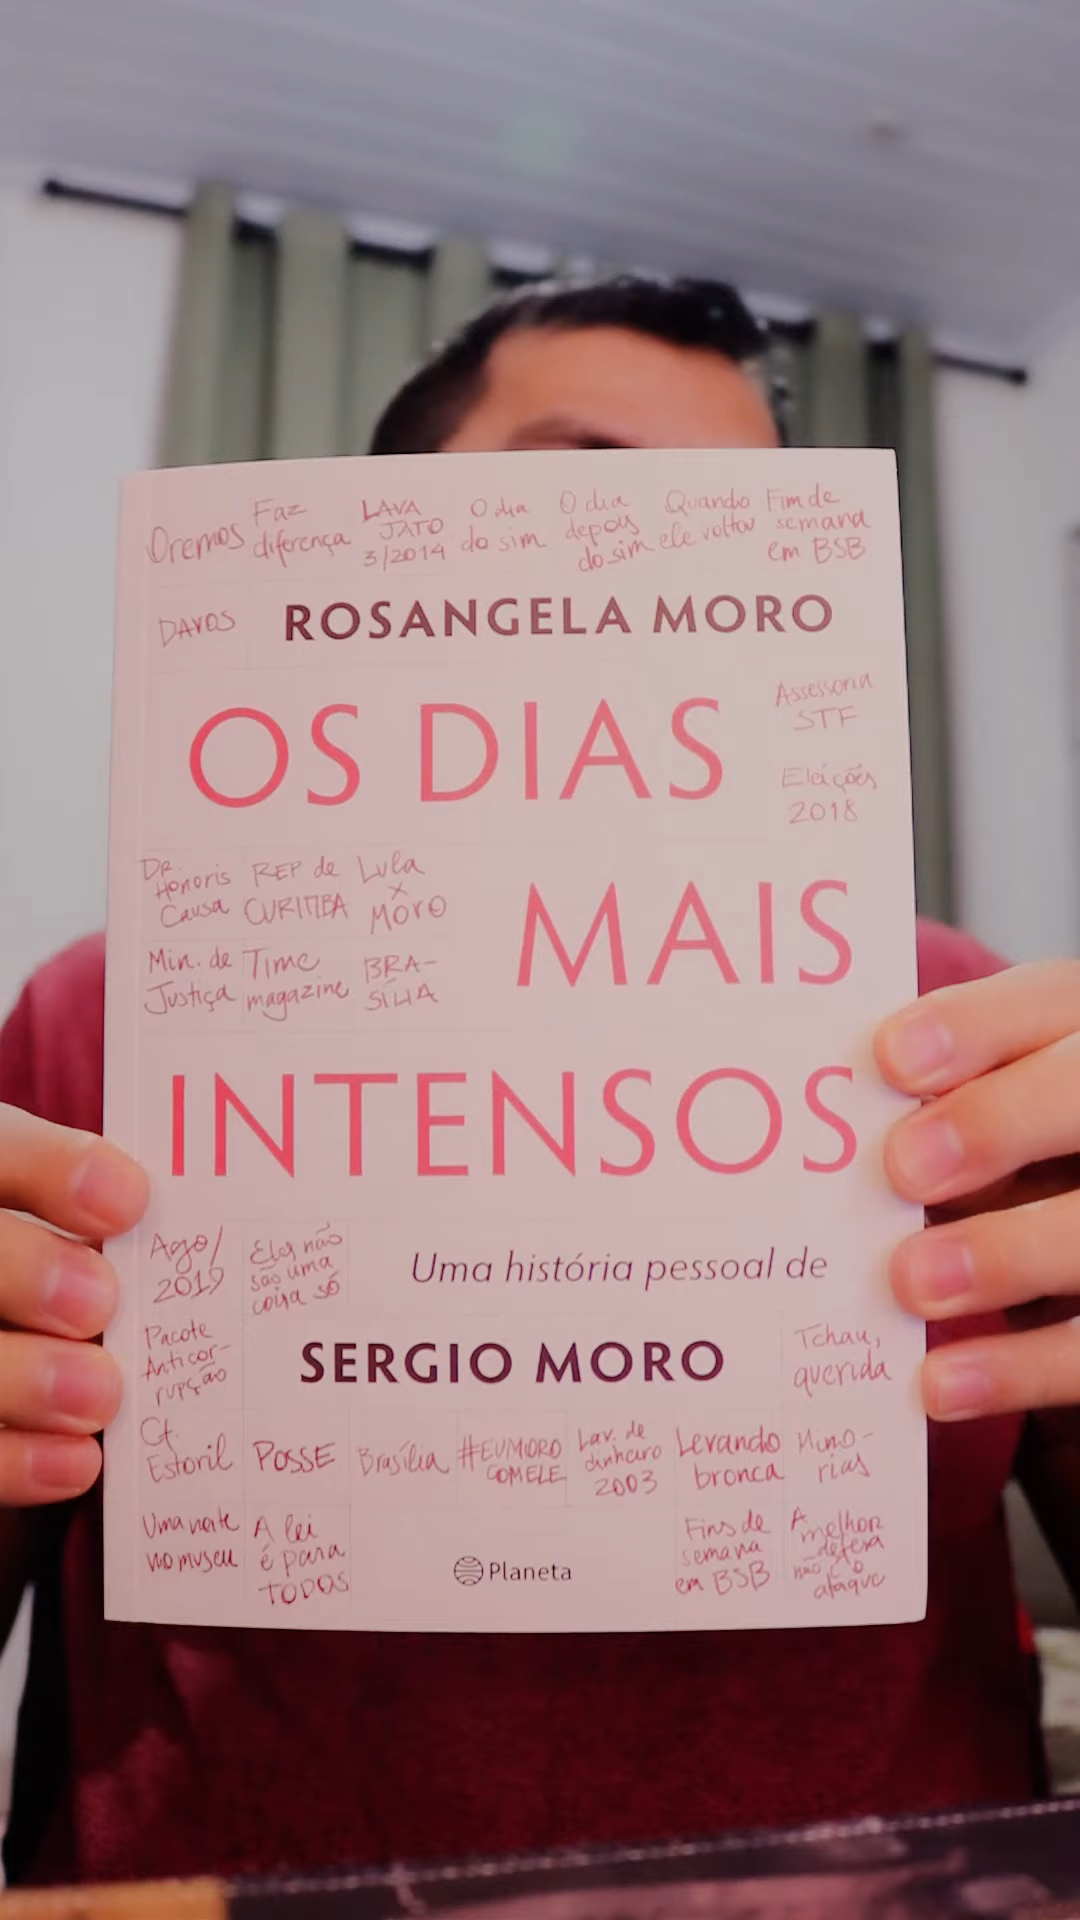 Oremos
Faz
diferença
LAVA
JATO
3/2014
O dia
do sim
O dia
depois
do sim
Quando
ele voltou
Fim de
semana
em BSB
DAVOS
ROSANGELA MORO
OS DIAS
Assessoria
STF
Eleições
2018
DR.
Honoris
Causa
REP de
CURITIBA
Lula
x
MORO
MAIS
Min. de
Justiça
Time
magazine
BRA-
SÍLIA
INTENSOS
Ago/
2019
Eles não
são uma
coisa só
Uma história pessoal de
Pacote
Anticor-
rupção
SERGIO MORO
Tchau,
querida
Ct.
Estoril
POSSE
Brasília
#EUMORO
COMELE
Lav. de
dinheiro
2003
Levando
bronca
Memó-
rias
Uma noite
no museu
A lei
é para
TODOS
Planeta
Fins de
semana
em BSB
A
melhor
defesa
não é o
ataque